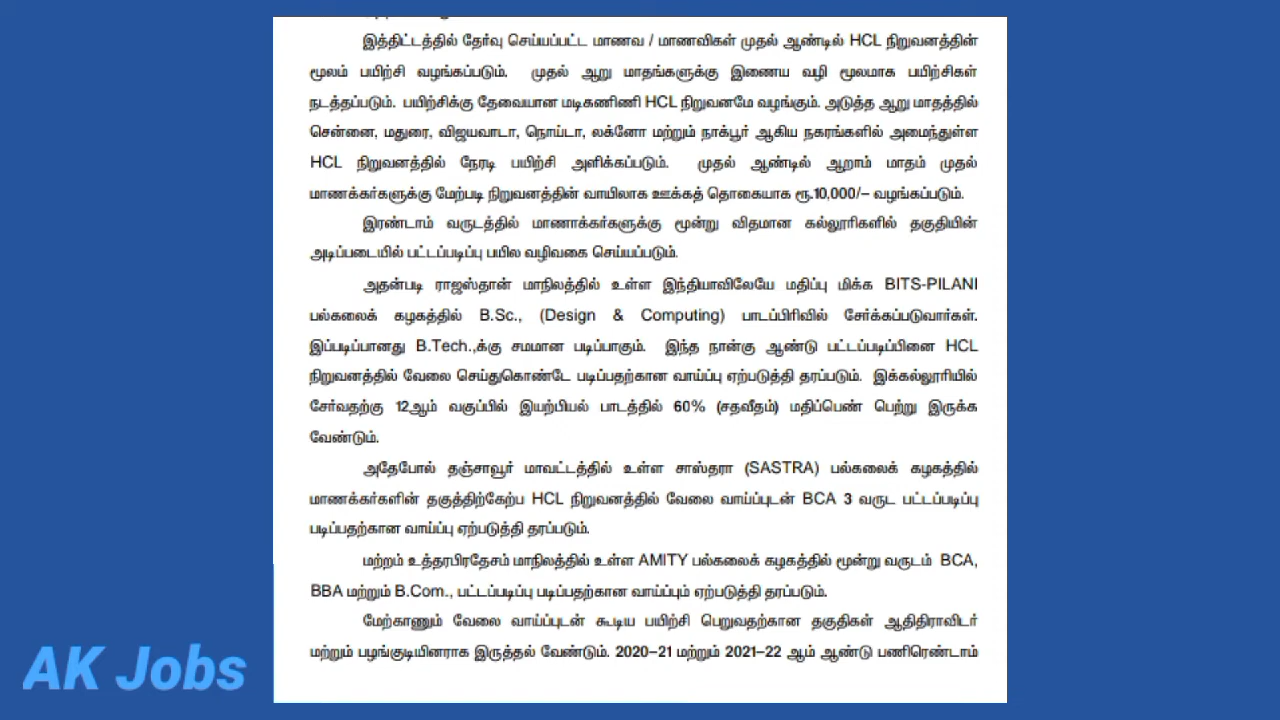 இத்திட்டத்தில் தேர்வு செய்யப்பட்ட மாணவ / மாணவிகள் முதல் ஆண்டில் HCL நிறுவனத்தின்
மூலம் பயிற்சி வழங்கப்படும். முதல் ஆறு மாதங்களுக்கு இணைய வழி மூலமாக பயிற்சிகள்
நடத்தப்படும். பயிற்சிக்கு தேவையான மடிகணிணி HCL நிறுவனமே வழங்கும். அடுத்த ஆறு மாதத்தில்
சென்னை, மதுரை, விஜயவாடா, நொய்டா, லக்னோ மற்றும் நாக்பூர் ஆகிய நகரங்களில் அமைந்துள்ள
HCL நிறுவனத்தில் நேரடி பயிற்சி அளிக்கப்படும். முதல் ஆண்டில் ஆறாம் மாதம் முதல்
மாணக்கர்களுக்கு மேற்படி நிறுவனத்தின் வாயிலாக ஊக்கத் தொகையாக ரூ.10,000/– வழங்கப்படும்.
இரண்டாம் வருடத்தில் மாணாக்கர்களுக்கு மூன்று விதமான கல்லூரிகளில் தகுதியின்
அடிப்படையில் பட்டப்படிப்பு பயில வழிவகை செய்யப்படும்.
அதன்படி ராஜஸ்தான் மாநிலத்தில் உள்ள இந்தியாவிலேயே மதிப்பு மிக்க BITS-PILANI
பல்கலைக் கழகத்தில் B.Sc., (Design & Computing) பாடப்பிரிவில் சேர்க்கப்படுவார்கள்.
இப்படிப்பானது B.Tech.,க்கு சமமான படிப்பாகும். இந்த நான்கு ஆண்டு பட்டப்படிப்பினை HCL
நிறுவனத்தில் வேலை செய்துகொண்டே படிப்பதற்கான வாய்ப்பு ஏற்படுத்தி தரப்படும். இக்கல்லூரியில்
சேர்வதற்கு 12ஆம் வகுப்பில் இயற்பியல் பாடத்தில் 60% (சதவீதம்) மதிப்பெண் பெற்று இருக்க
வேண்டும்.
அதேபோல் தஞ்சாவூர் மாவட்டத்தில் உள்ள சாஸ்தரா (SASTRA) பல்கலைக் கழகத்தில்
மாணக்கர்களின் தகுத்திற்கேற்ப HCL நிறுவனத்தில் வேலை வாய்ப்புடன் BCA 3 வருட பட்டப்படிப்பு
படிப்பதற்கான வாய்ப்பு ஏற்படுத்தி தரப்படும்.
மற்றம் உத்தரபிரதேசம் மாநிலத்தில் உள்ள AMITY பல்கலைக் கழகத்தில் மூன்று வருடம் BCA,
BBA மற்றும் B.Com., பட்டப்படிப்பு படிப்பதற்கான வாய்ப்பும் ஏற்படுத்தி தரப்படும்.
மேற்காணும் வேலை வாய்ப்புடன் கூடிய பயிற்சி பெறுவதற்கான தகுதிகள் ஆதிதிராவிடர்
மற்றும் பழங்குடியினராக இருத்தல் வேண்டும். 2020–21 மற்றும் 2021–22 ஆம் ஆண்டு பணிரெண்டாம்
AK Jobs